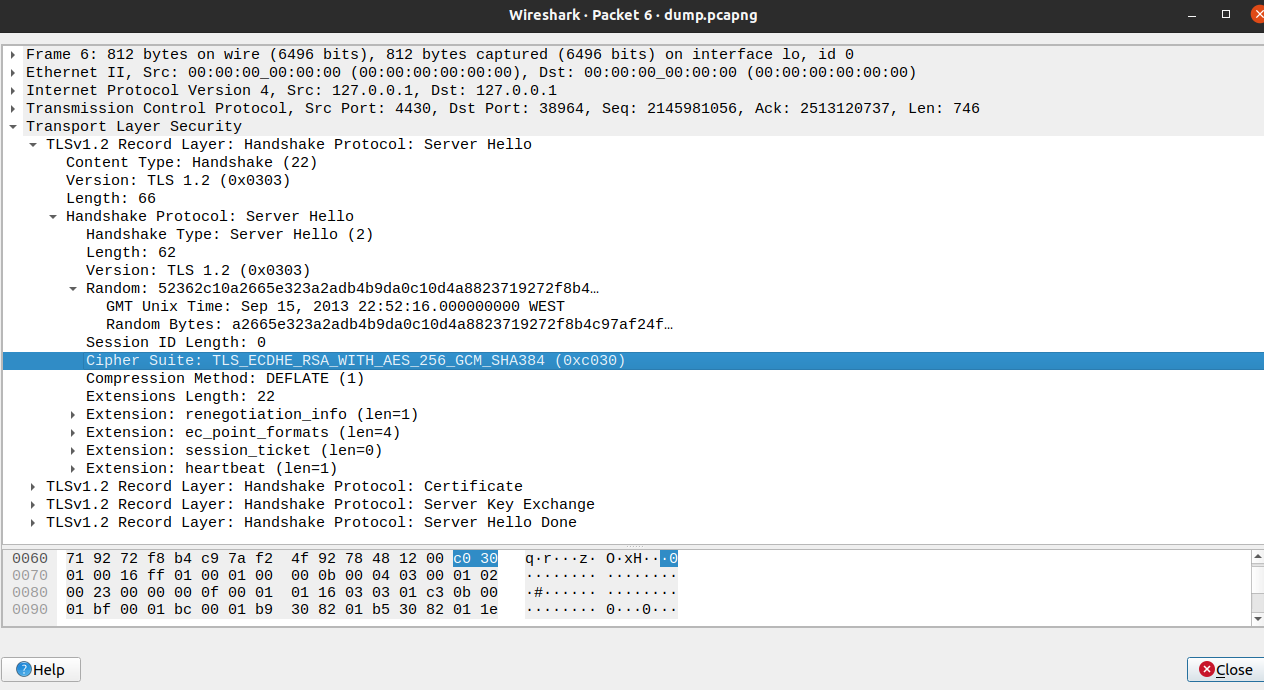 Wireshark · Packet 6 · dump.pcapng
Frame 6: 812 bytes on wire (6496 bits), 812 bytes captured (6496 bits) on interface lo, id 0
Ethernet II, Src: 00:00:00_00:00:00 (00:00:00:00:00:00), Dst: 00:00:00_00:00:00 (00:00:00:00:00:00)
Internet Protocol Version 4, Src: 127.0.0.1, Dst: 127.0.0.1
Transmission Control Protocol, Src Port: 4430, Dst Port: 38964, Seq: 2145981056, Ack: 2513120737, Len: 746
Transport Layer Security
TLSv1.2 Record Layer: Handshake Protocol: Server Hello
Content Type: Handshake (22)
Version: TLS 1.2 (0x0303)
Length: 66
Handshake Protocol: Server Hello
Handshake Type: Server Hello (2)
Length: 62
Version: TLS 1.2 (0x0303)
Random: 52362c10a2665e323a2adb4b9da0c10d4a8823719272f8b4…
GMT Unix Time: Sep 15, 2013 22:52:16.000000000 WEST
Random Bytes: a2665e323a2adb4b9da0c10d4a8823719272f8b4c97af24f…
Session ID Length: 0
Cipher Suite: TLS_ECDHE_RSA_WITH_AES_256_GCM_SHA384 (0xc030)
Compression Method: DEFLATE (1)
Extensions Length: 22
Extension: renegotiation_info (len=1)
Extension: ec_point_formats (len=4)
Extension: session_ticket (len=0)
Extension: heartbeat (len=1)
TLSv1.2 Record Layer: Handshake Protocol: Certificate
TLSv1.2 Record Layer: Handshake Protocol: Server Key Exchange
TLSv1.2 Record Layer: Handshake Protocol: Server Hello Done
0060 71 92 72 f8 b4 c9 7a f2 4f 92 78 48 12 00 c0 30 q·r···z· O·xH···0
0070 01 00 16 ff 01 00 01 00 00 0b 00 04 03 00 01 02 ········ ········
0080 00 23 00 00 00 0f 00 01 01 16 03 03 01 c3 0b 00 ·#······ ········
0090 01 bf 00 01 bc 00 01 b9 30 82 01 b5 30 82 01 1e ········ 0···0···
Help
Close